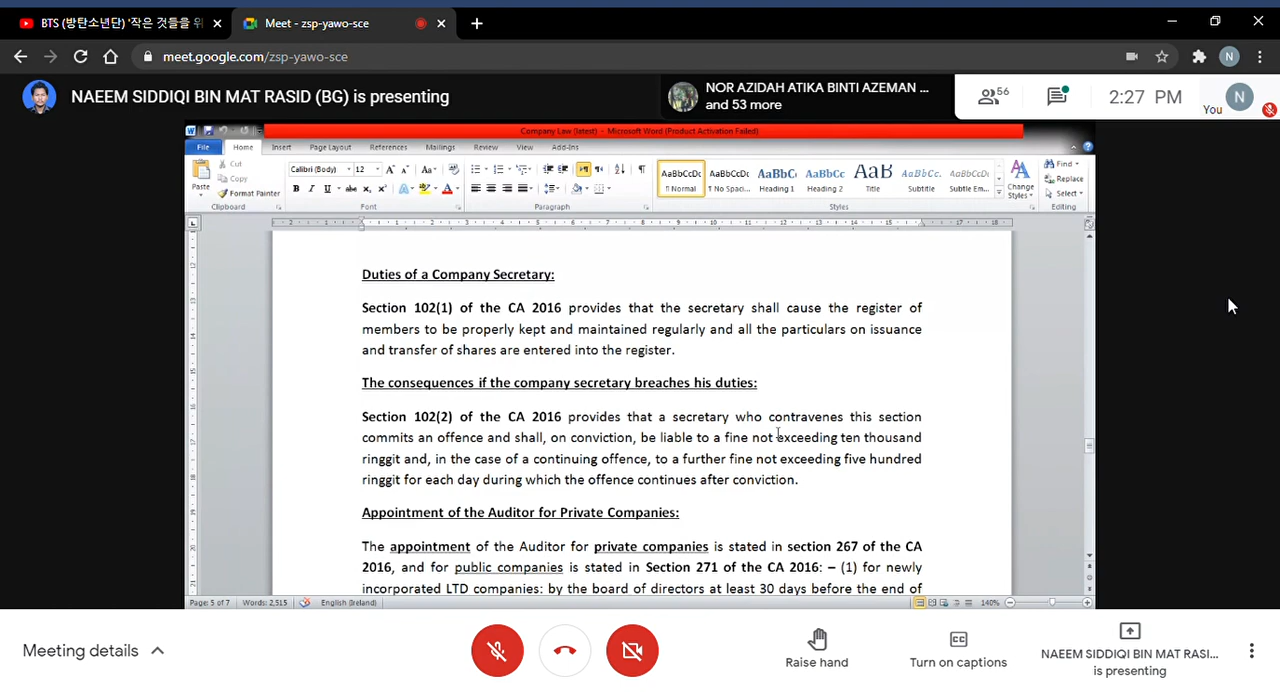 BTS (방탄소년단) '작은 것들을 위
Meet - zsp-yawo-sce
meet.google.com/zsp-yawo-sce
N
NAEEM SIDDIQI BIN MAT RASID (BG) is presenting
NOR AZIDAH ATIKA BINTI AZEMAN ...
and 53 more
56
2:27 PM
You
N
Company Law (latest) - Microsoft Word (Product Activation Failed)
File Home Insert Page Layout References Mailings Review View Add-Ins
Paste
Cut
Copy
Format Painter
Clipboard
Calibri (Body) 12
Font
Paragraph
AaBbCcDc AaBbCcDc AaBbC AaBbCc AaB AaBbCc. AaBbCcDc
¶ Normal ¶ No Spaci... Heading 1 Heading 2 Title Subtitle Subtle Em...
Styles
Change
Styles
Find
Replace
Select
Editing
Duties of a Company Secretary:
Section 102(1) of the CA 2016 provides that the secretary shall cause the register of
members to be properly kept and maintained regularly and all the particulars on issuance
and transfer of shares are entered into the register.
The consequences if the company secretary breaches his duties:
Section 102(2) of the CA 2016 provides that a secretary who contravenes this section
commits an offence and shall, on conviction, be liable to a fine not exceeding ten thousand
ringgit and, in the case of a continuing offence, to a further fine not exceeding five hundred
ringgit for each day during which the offence continues after conviction.
Appointment of the Auditor for Private Companies:
The appointment of the Auditor for private companies is stated in section 267 of the CA
2016, and for public companies is stated in Section 271 of the CA 2016: – (1) for newly
incorporated LTD companies: by the board of directors at least 30 days before the end of
Page: 5 of 7 Words: 2,515 English (Ireland) 140%
Meeting details
Raise hand
Turn on captions
NAEEM SIDDIQI BIN MAT RASI...
is presenting